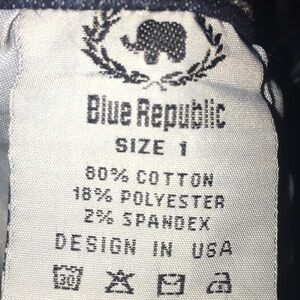 Blue Republic
SIZE 1
80% COTTON
18% POLYESTER
2% SPANDEX
DESIGN IN USA
30